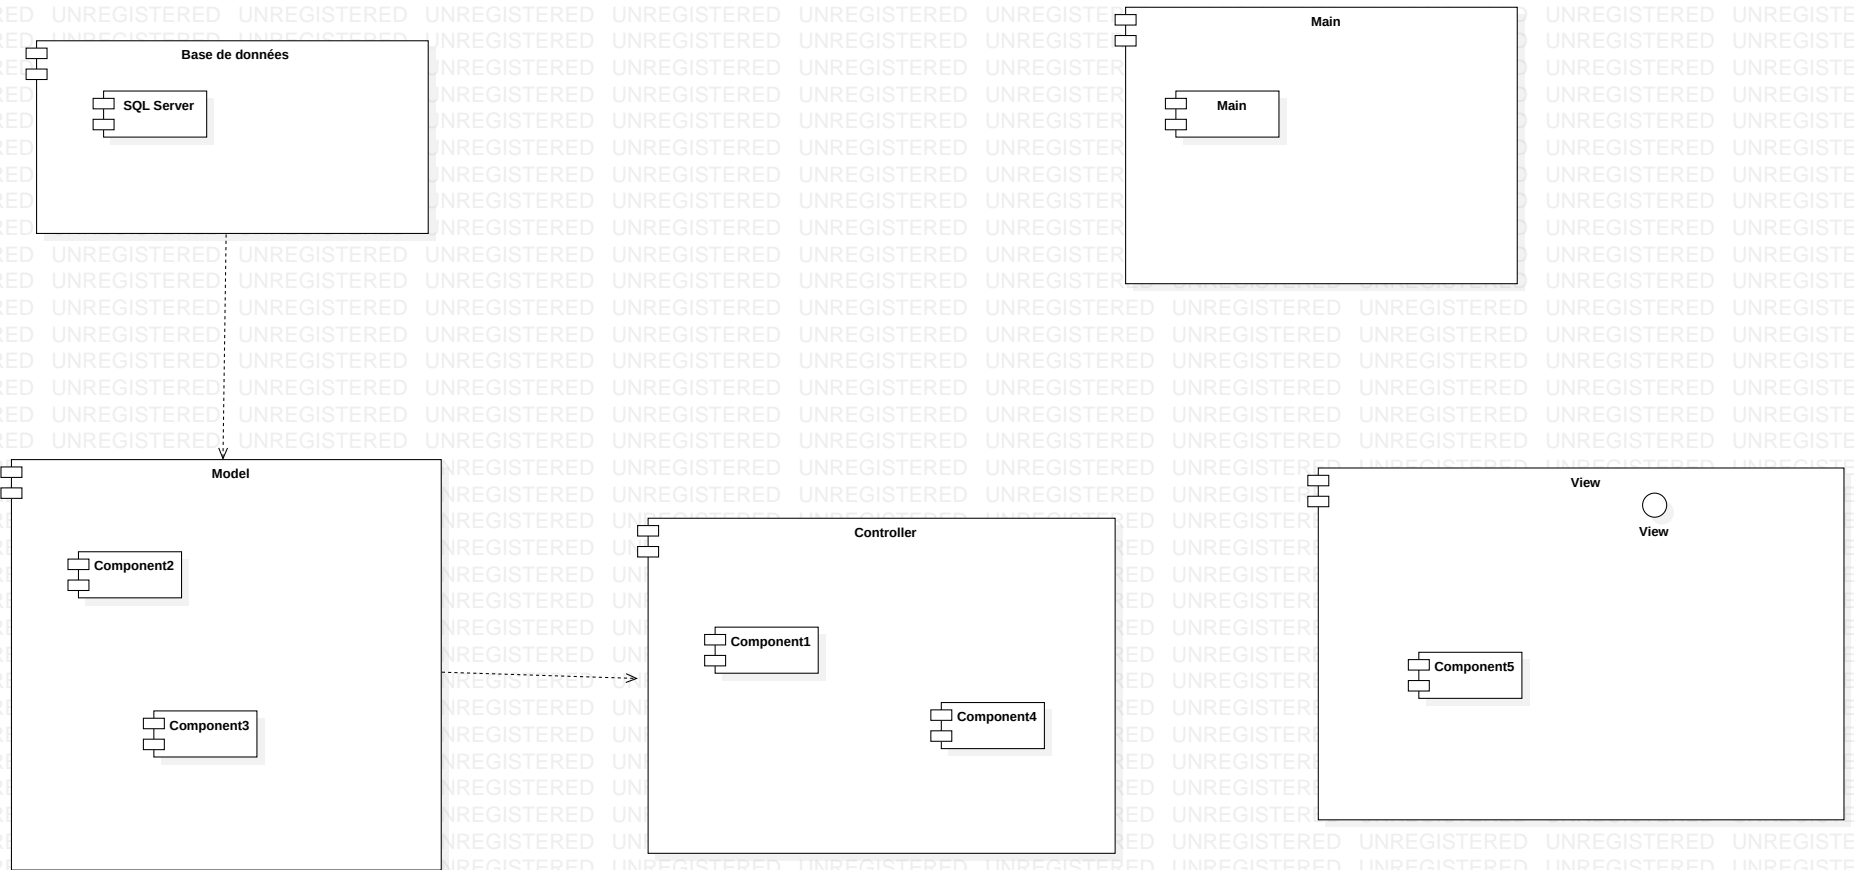 Base de données
SQL Server
Main
Main
Model
Component2
Component3
Controller
Component1
Component4
View
View
Component5
UNREGISTERED